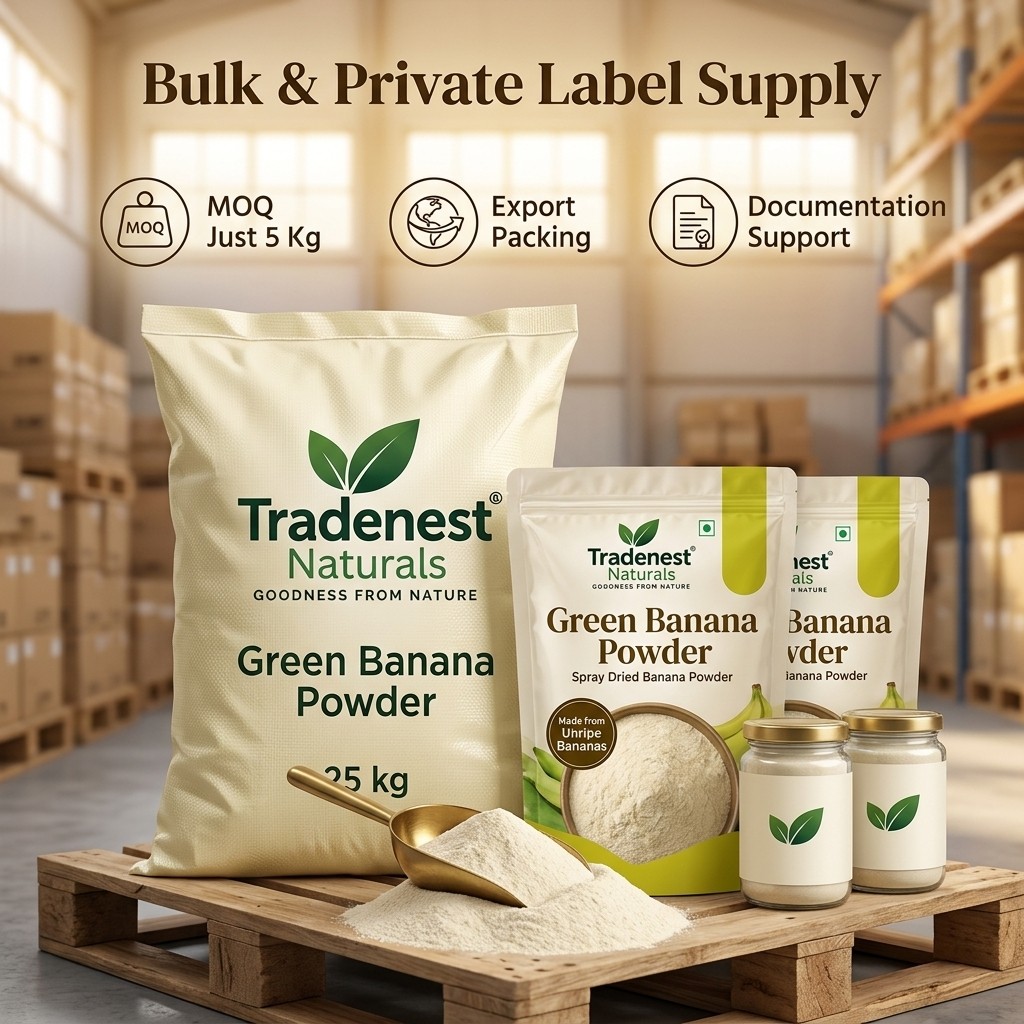 Bulk & Private Label Supply
MOQ
MOQ
Just 5 Kg
Export
Packing
Documentation
Support
Tradenest®
Naturals
GOODNESS FROM NATURE
Green Banana
Powder
25 kg
Tradenest®
Naturals
GOODNESS FROM NATURE
Green Banana
Powder
Spray Dried Banana Powder
Made from
Unripe
Bananas
nest®
als
NATURE
Banana
wder
Banana Powder